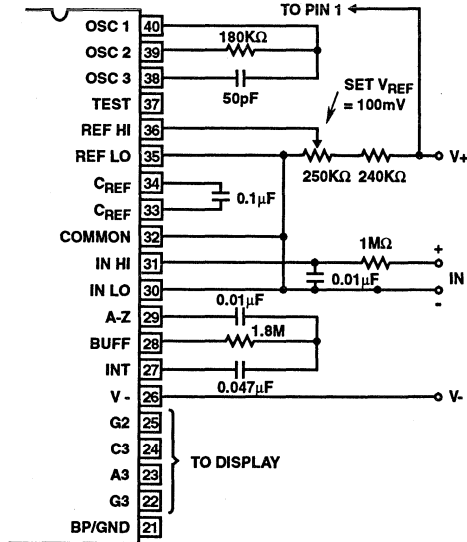 TO PIN 1
OSC 1 40
180KΩ
OSC 2 39
OSC 3 38
50pF
TEST 37
SET VREF
= 100mV
REF HI 36
REF LO 35
V+
250KΩ 240KΩ
CREF 34
0.1µF
CREF 33
COMMON 32
1MΩ
+
IN HI 31
0.01µF
IN
IN LO 30
-
0.01µF
A-Z 29
1.8M
BUFF 28
INT 27
0.047µF
V - 26
V-
G2 25
C3 24
TO DISPLAY
A3 23
G3 22
BP/GND 21